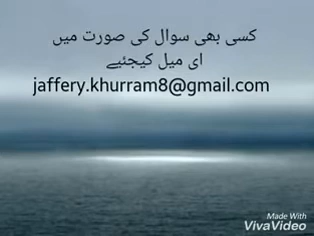 کسی بھی سوال کی صورت میں
ای میل کیجئیے
jaffery.khurram8@gmail.com
Made With
VivaVideo